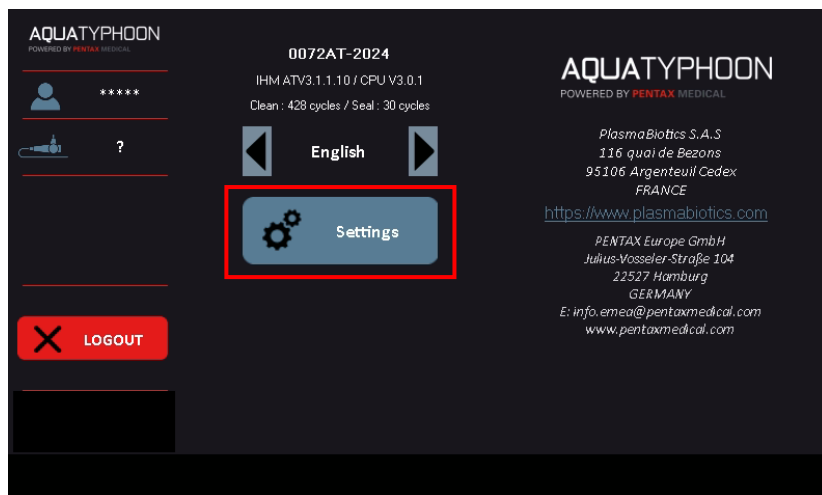 AQUATYPHOON
POWERED BY PENTAX MEDICAL
*****
?
LOGOUT
0072AT-2024
IHM ATV3.1.1.10 / CPU V3.0.1
Clean : 428 cycles / Seal : 30 cycles
English
Settings
AQUATYPHOON
POWERED BY PENTAX MEDICAL
PlasmaBiotics S.A.S
116 quai de Bezons
95106 Argenteuil Cedex
FRANCE
https://www.plasmabiotics.com
PENTAX Europe GmbH
Julius-Vosseler-Straße 104
22527 Hamburg
GERMANY
E: info.emea@pentaxmedical.com
www.pentaxmedical.com